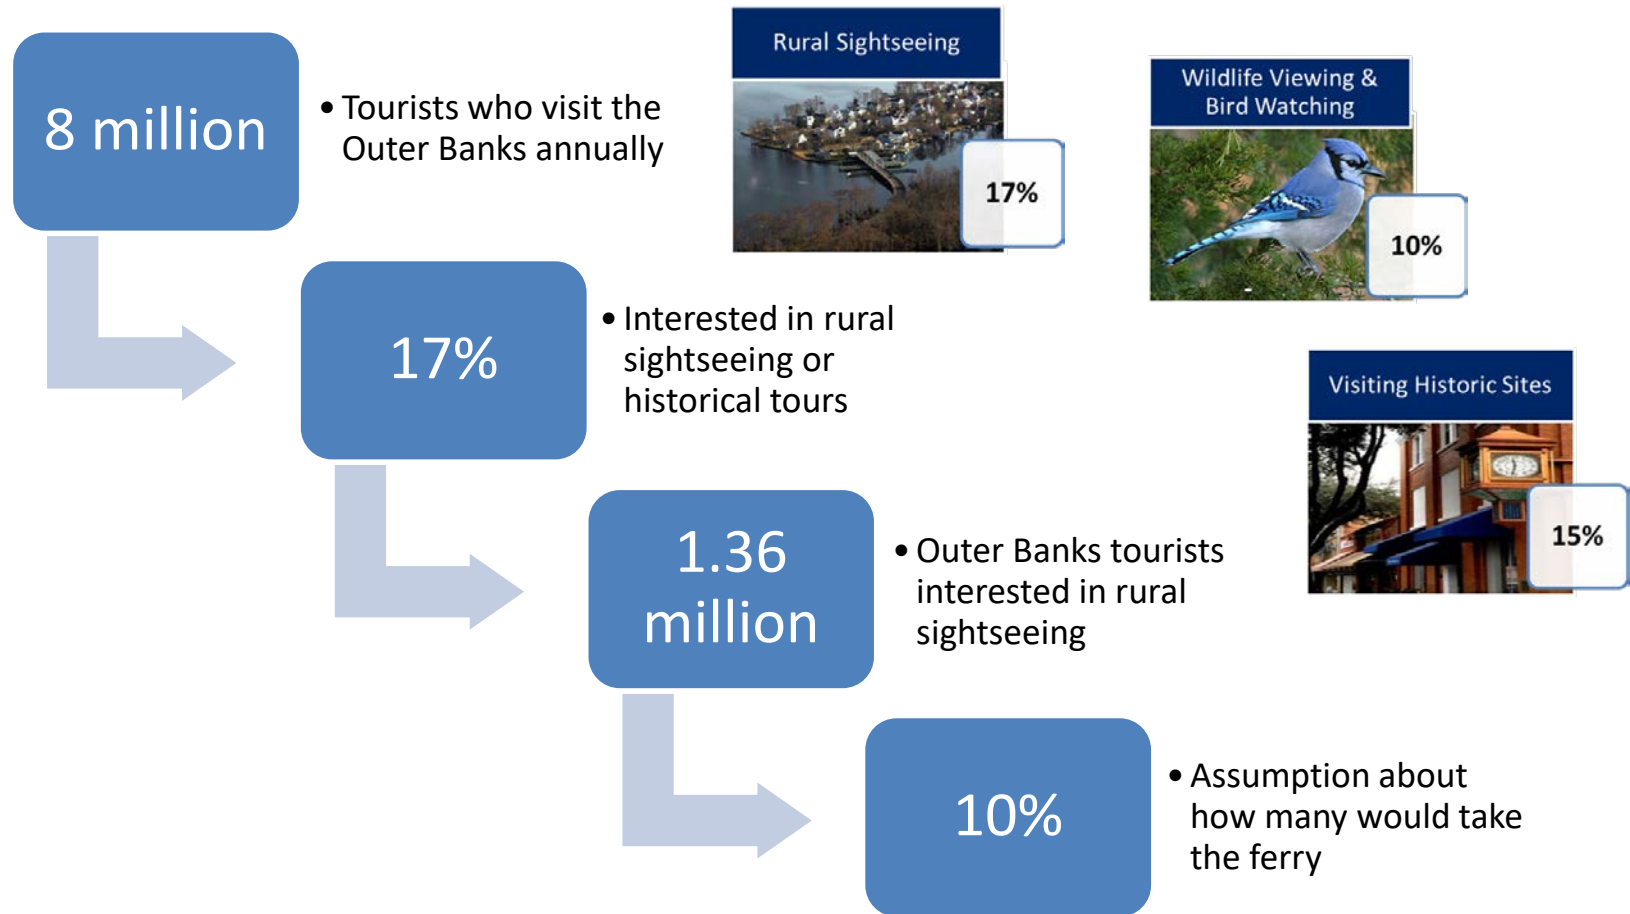 8 million
• Tourists who visit the
Outer Banks annually
Rural Sightseeing
17%
Wildlife Viewing &
Bird Watching
10%
17%
• Interested in rural
sightseeing or
historical tours
Visiting Historic Sites
15%
1.36
million
• Outer Banks tourists
interested in rural
sightseeing
10%
• Assumption about
how many would take
the ferry